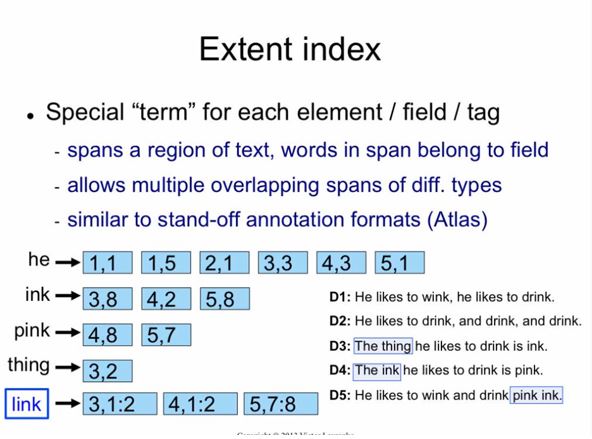 Extent index
• Special “term” for each element / field / tag
- spans a region of text, words in span belong to field
- allows multiple overlapping spans of diff. types
- similar to stand-off annotation formats (Atlas)
he 1,1 1,5 2,1 3,3 4,3 5,1
ink 3,8 4,2 5,8
pink 4,8 5,7
thing 3,2
link 3,1:2 4,1:2 5,7:8
D1: He likes to wink, he likes to drink.
D2: He likes to drink, and drink, and drink.
D3: The thing he likes to drink is ink.
D4: The ink he likes to drink is pink.
D5: He likes to wink and drink pink ink.